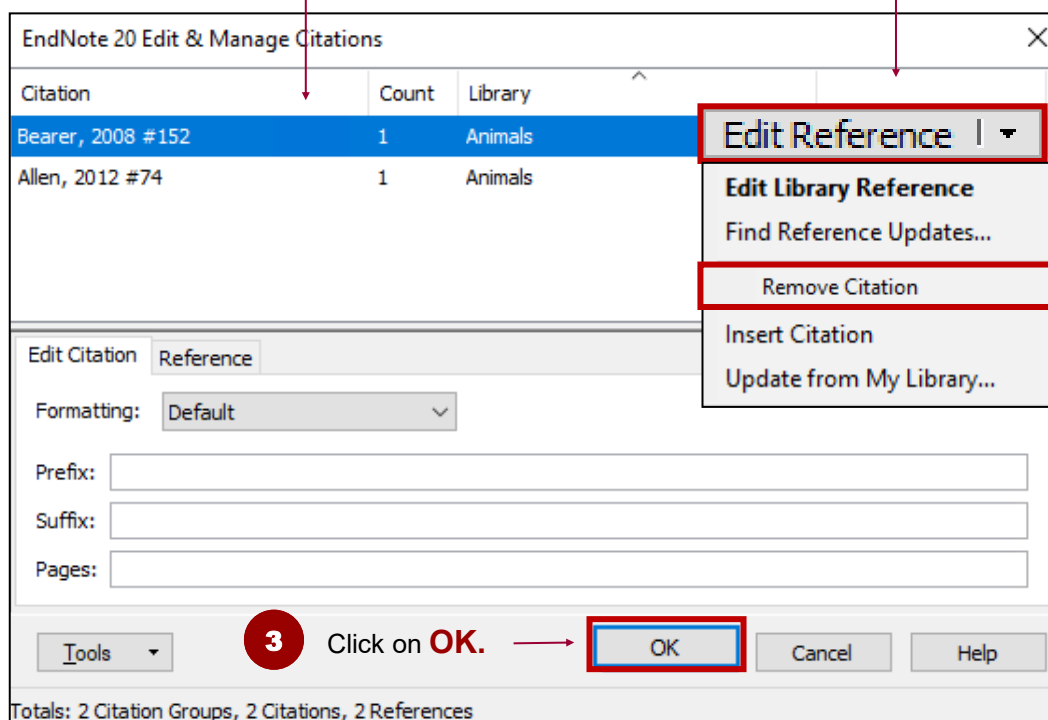 EndNote 20 Edit & Manage Citations
Citation Count Library
Bearer, 2008 #152 1 Animals
Edit Reference
Allen, 2012 #74 1 Animals
Edit Library Reference
Find Reference Updates...
Remove Citation
Insert Citation
Update from My Library...
Edit Citation Reference
Formatting: Default
Prefix:
Suffix:
Pages:
Tools
3 Click on OK.
OK Cancel Help
Totals: 2 Citation Groups, 2 Citations, 2 References